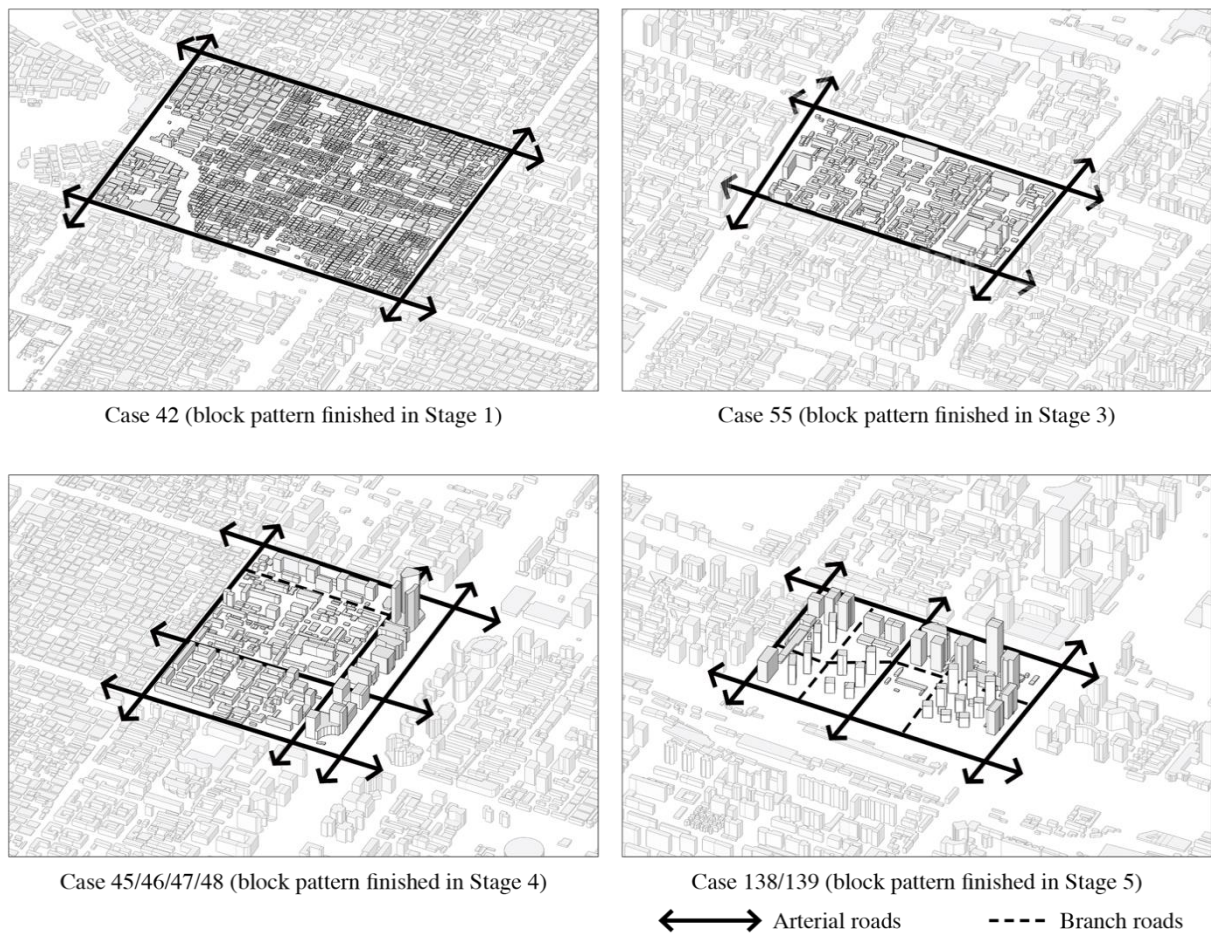 Case 42 (block pattern finished in Stage 1)
Case 55 (block pattern finished in Stage 3)
Case 45/46/47/48 (block pattern finished in Stage 4)
Case 138/139 (block pattern finished in Stage 5)
Arterial roads
Branch roads